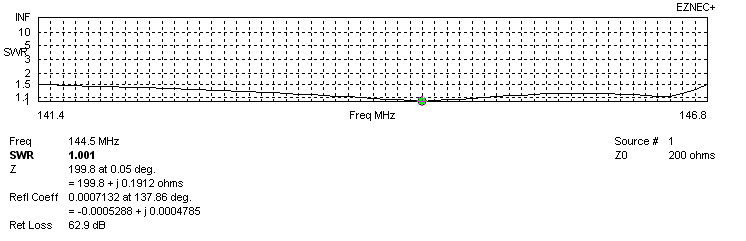 EZNEC+
INF
10
5
SWR
3
2
1.5
1.1
141.4 Freq MHz 146.8
Freq 144.5 MHz Source # 1
SWR 1.001 Z0 200 ohms
Z 199.8 at 0.05 deg.
= 199.8 + j 0.1912 ohms
Refl Coeff 0.0007132 at 137.86 deg.
= -0.0005288 + j 0.0004785
Ret Loss 62.9 dB